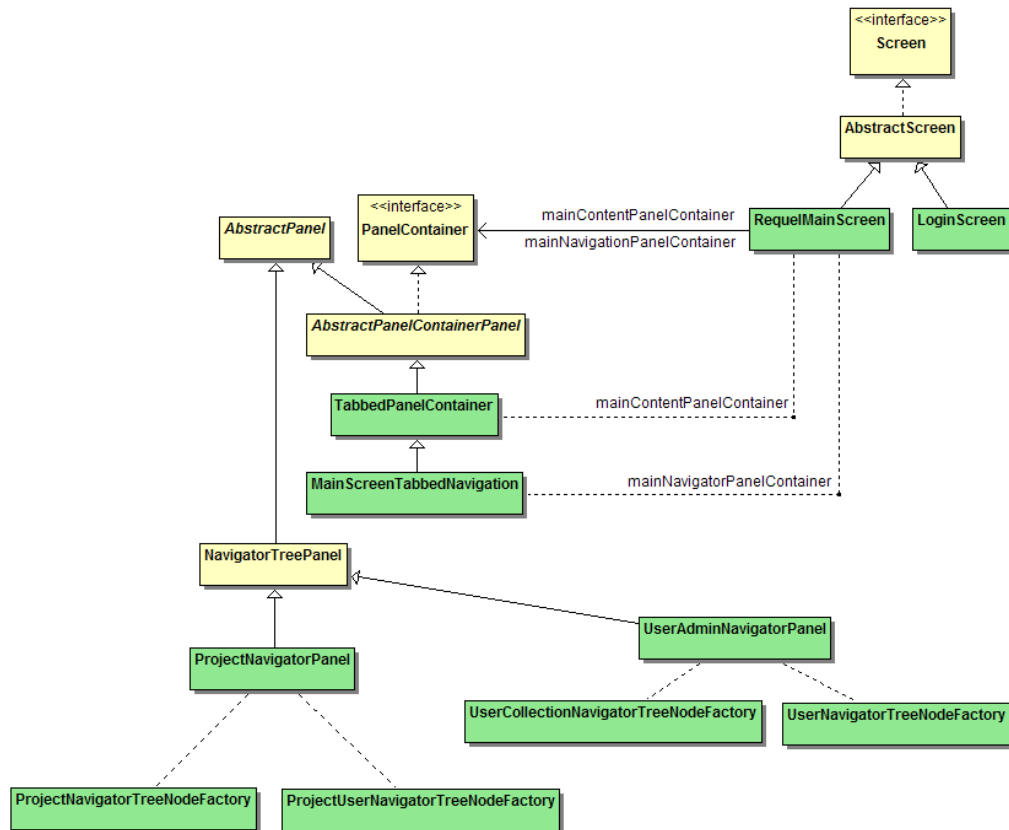 <<interface>>
Screen
AbstractScreen
<<interface>>
PanelContainer
AbstractPanel
mainContentPanelContainer
mainNavigationPanelContainer
RequelMainScreen
LoginScreen
AbstractPanelContainerPanel
TabbedPanelContainer
mainContentPanelContainer
MainScreenTabbedNavigation
mainNavigatorPanelContainer
NavigatorTreePanel
UserAdminNavigatorPanel
ProjectNavigatorPanel
UserCollectionNavigatorTreeNodeFactory
UserNavigatorTreeNodeFactory
ProjectNavigatorTreeNodeFactory
ProjectUserNavigatorTreeNodeFactory